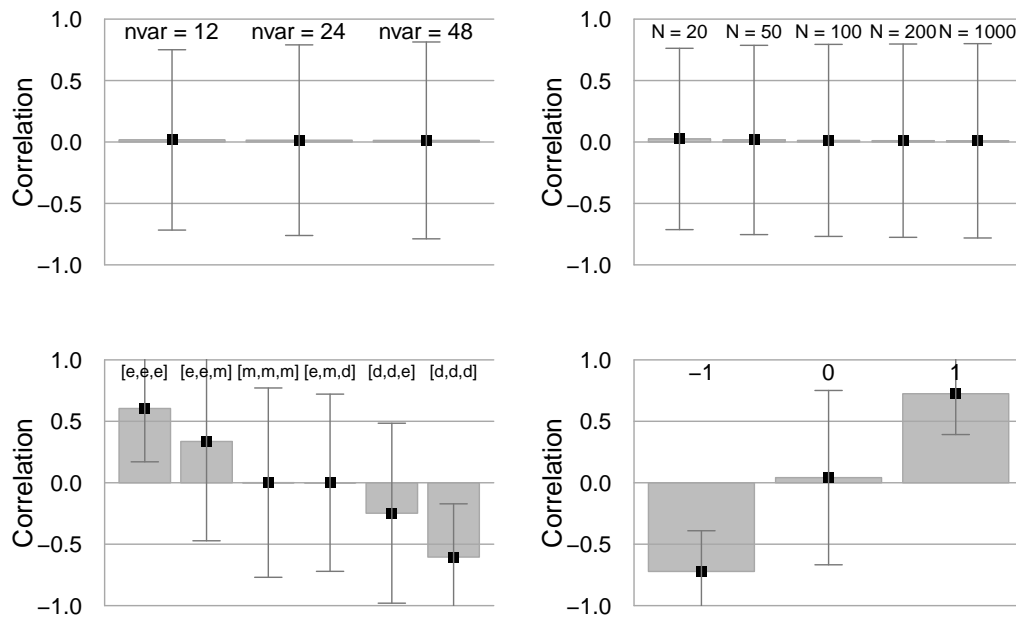 1.0
nvar = 12 nvar = 24 nvar = 48
0.5
0.0
−0.5
−1.0
Correlation
1.0
N = 20 N = 50 N = 100 N = 200 N = 1000
0.5
0.0
−0.5
−1.0
Correlation
1.0
[e,e,e] [e,e,m] [m,m,m] [e,m,d] [d,d,e] [d,d,d]
0.5
0.0
−0.5
−1.0
Correlation
1.0
−1 0 1
0.5
0.0
−0.5
−1.0
Correlation